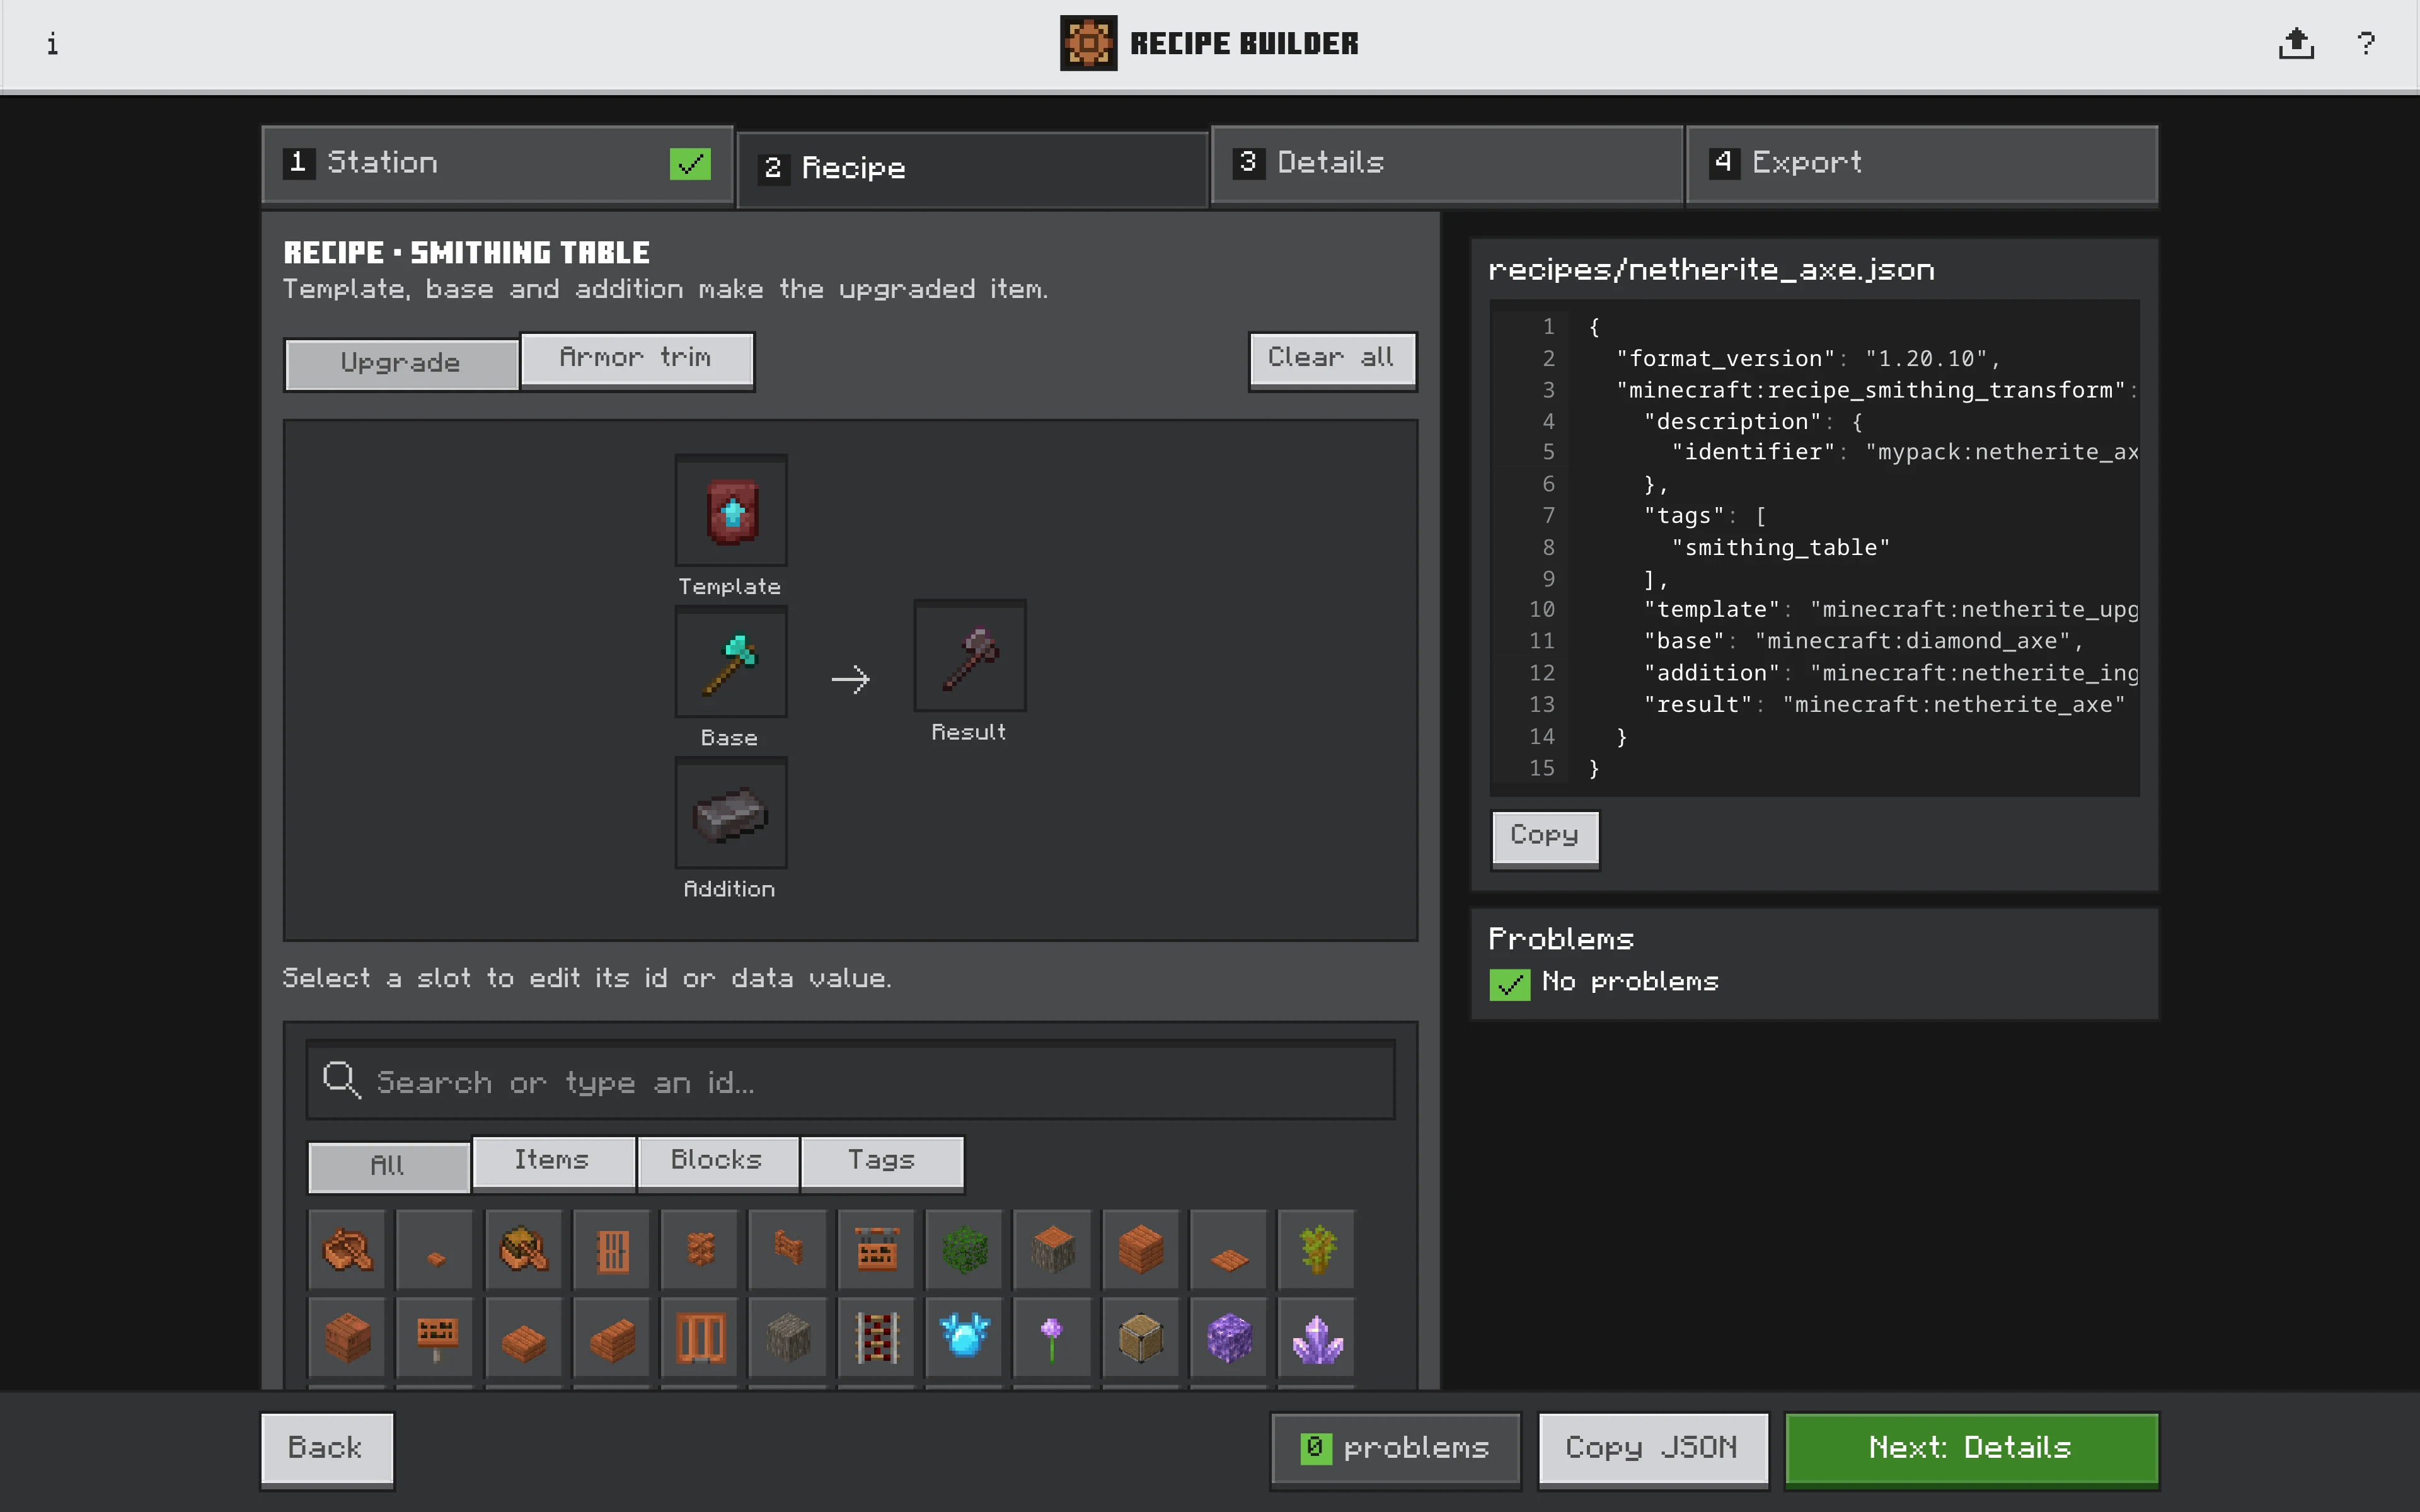 i
RECIPE BUILDER
?
1 Station
2 Recipe
3 Details
4 Export
RECIPE · SMITHING TABLE
Template, base and addition make the upgraded item.
Upgrade
Armor trim
Clear all
Template
Base
Addition
Result
Select a slot to edit its id or data value.
Search or type an id...
All
Items
Blocks
Tags
recipes/netherite_axe.json
1 {
2 "format_version": "1.20.10",
3 "minecraft:recipe_smithing_transform":
4 "description": {
5 "identifier": "mypack:netherite_ax
6 },
7 "tags": [
8 "smithing_table"
9 ],
10 "template": "minecraft:netherite_upg
11 "base": "minecraft:diamond_axe",
12 "addition": "minecraft:netherite_ing
13 "result": "minecraft:netherite_axe"
14 }
15 }
Copy
Problems
No problems
Back
0 problems
Copy JSON
Next: Details